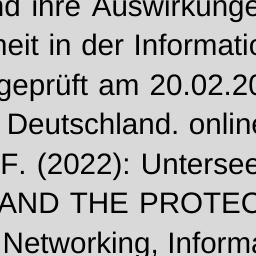 nd ihre Auswirkunge
heit in der Informatio
geprüft am 20.02.20
Deutschland. online
F. (2022): Untersee
AND THE PROTEC
Networking, Informa